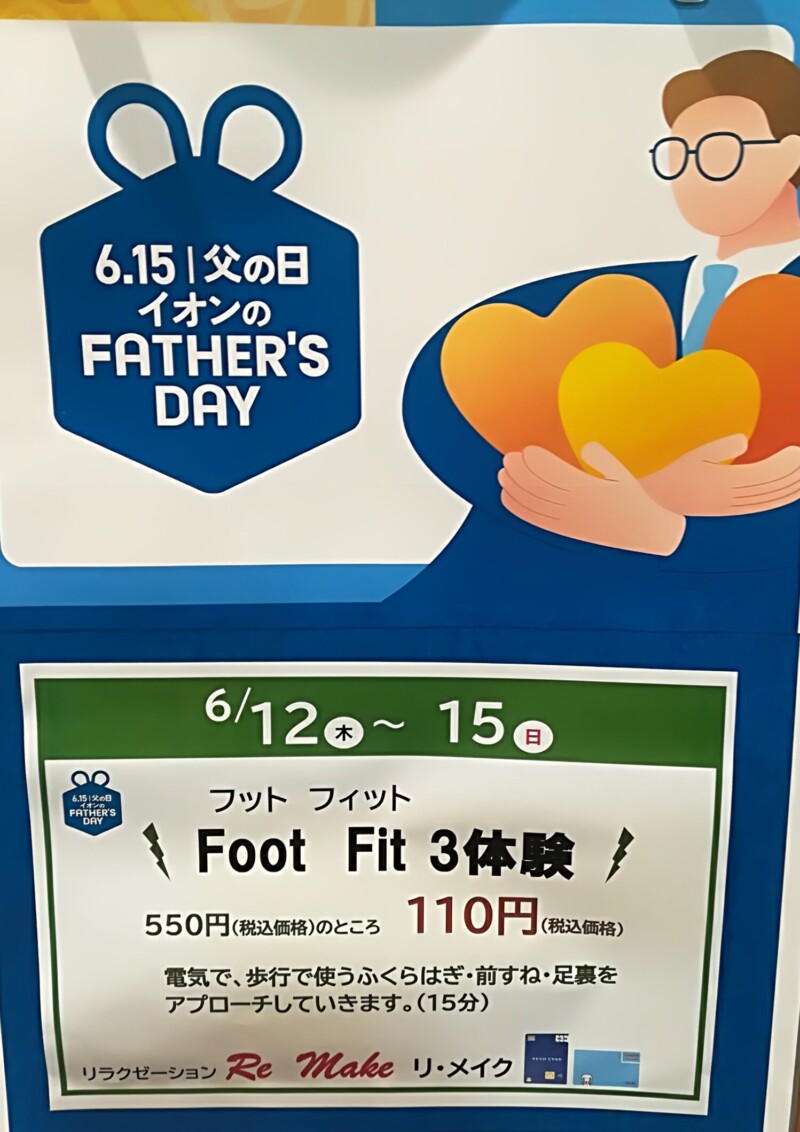 6.15|父の日
イオンの
FATHER'S
DAY
6/12木～15日
6.15|父の日
イオンの
FATHER'S
DAY
フット フィット
Foot Fit 3体験
550円(税込価格)のところ 110円(税込価格)
電気で、歩行で使うふくらはぎ・前すね・足裏を
アプローチしていきます。(15分)
リラクゼーション Re Make リ・メイク